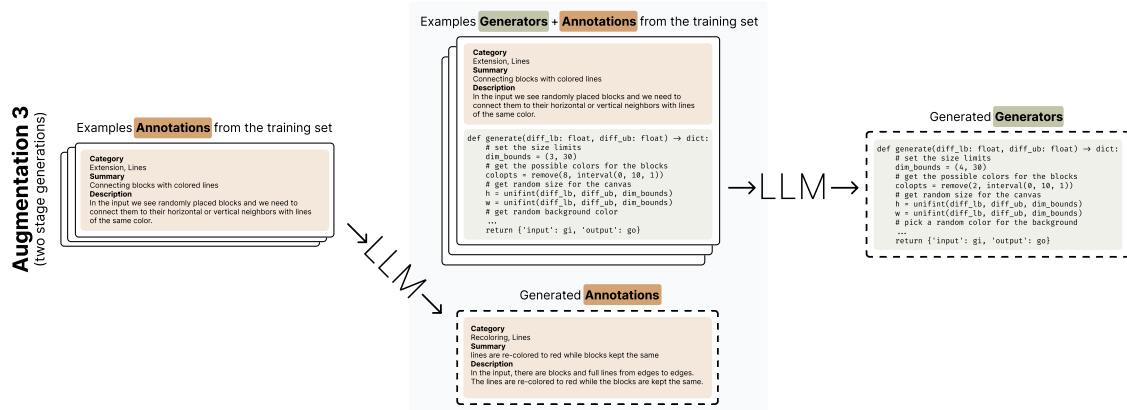 Augmentation 3
(two stage generations)
Examples Annotations from the training set
Category
Extension, Lines
Summary
Connecting blocks with colored lines
Description
In the input we see randomly placed blocks and we need to
connect them to their horizontal or vertical neighbors with lines
of the same color.
LLM
Examples Generators + Annotations from the training set
Category
Extension, Lines
Summary
Connecting blocks with colored lines
Description
In the input we see randomly placed blocks and we need to
connect them to their horizontal or vertical neighbors with lines
of the same color.
def generate(diff_lb: float, diff_ub: float) → dict:
# set the size limits
dim_bounds = (3, 30)
# get the possible colors for the blocks
colopts = remove(8, interval(0, 10, 1))
# get random size for the canvas
h = unifint(diff_lb, diff_ub, dim_bounds)
w = unifint(diff_lb, diff_ub, dim_bounds)
# get random background color
...
return {'input': gi, 'output': go}
Generated Annotations
Category
Recoloring, Lines
Summary
lines are re-colored to red while blocks kept the same
Description
In the input, there are blocks and full lines from edges to edges.
The lines are re-colored to red while the blocks are kept the same.
LLM
Generated Generators
def generate(diff_lb: float, diff_ub: float) → dict:
# set the size limits
dim_bounds = (4, 30)
# get the possible colors for the blocks
colopts = remove(2, interval(0, 10, 1))
# get random size for the canvas
h = unifint(diff_lb, diff_ub, dim_bounds)
w = unifint(diff_lb, diff_ub, dim_bounds)
# pick a random color for the background
...
return {'input': gi, 'output': go}